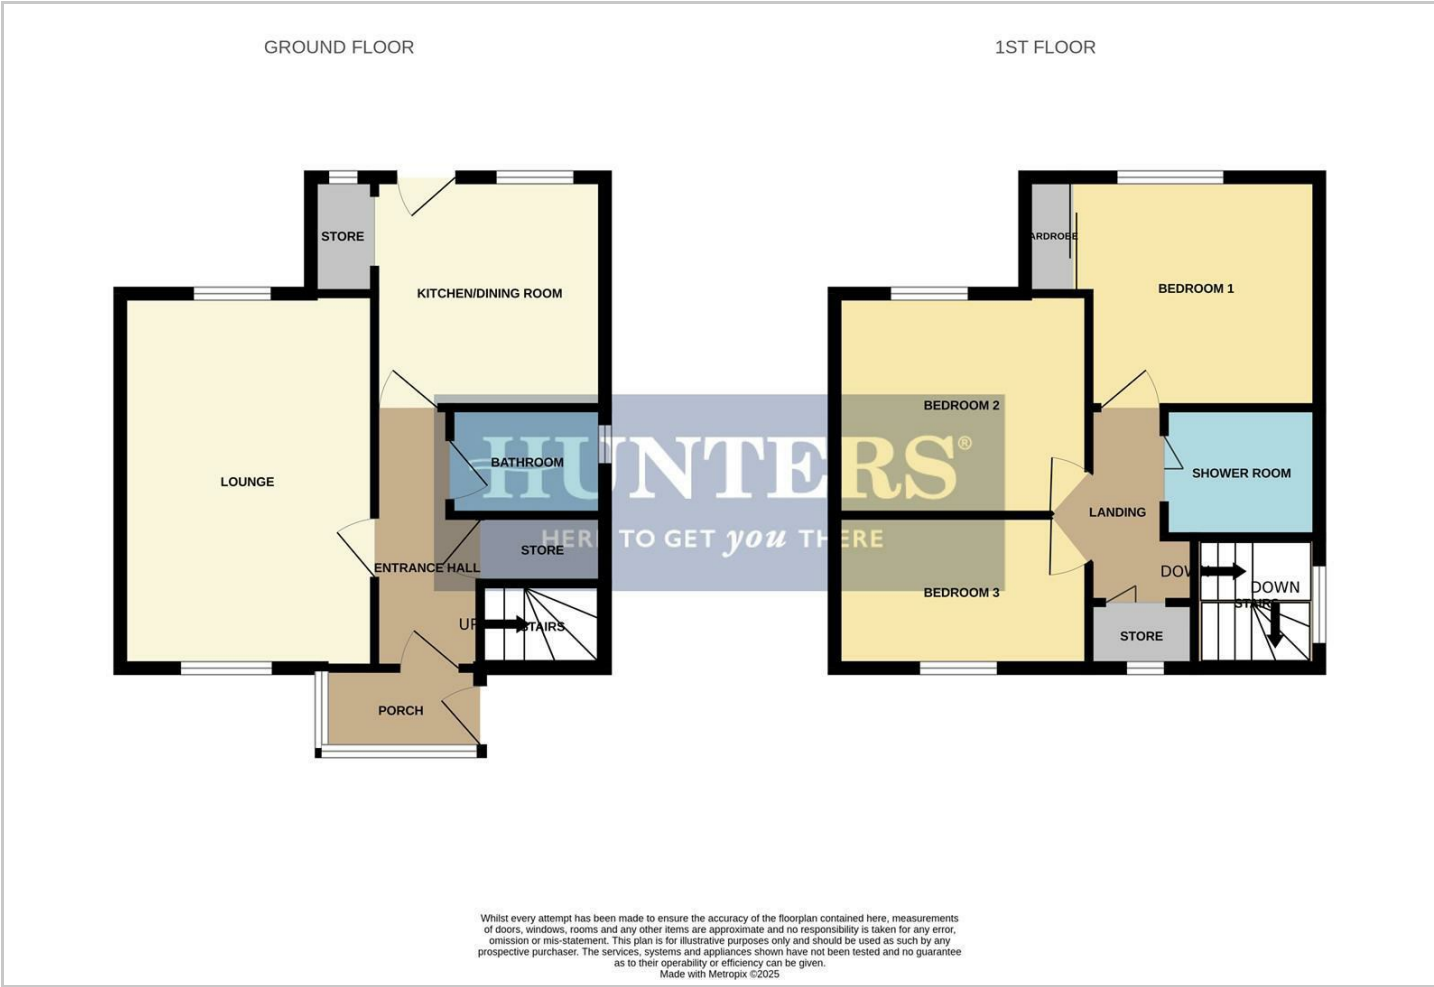 GROUND FLOOR
1ST FLOOR
STORE
KITCHEN/DINING ROOM
LOUNGE
BATHROOM
STORE
ENTRANCE HALL
UP
STAIRS
PORCH
ARDROBE
BEDROOM 1
BEDROOM 2
SHOWER ROOM
LANDING
BEDROOM 3
DOWN
DOWN
STAIRS
STORE
HUNTERS®
HERE TO GET you THERE
Whilst every attempt has been made to ensure the accuracy of the floorplan contained here, measurements
of doors, windows, rooms and any other items are approximate and no responsibility is taken for any error,
omission or mis-statement. This plan is for illustrative purposes only and should be used as such by any
prospective purchaser. The services, systems and appliances shown have not been tested and no guarantee
as to their operability or efficiency can be given.
Made with Metropix ©2025